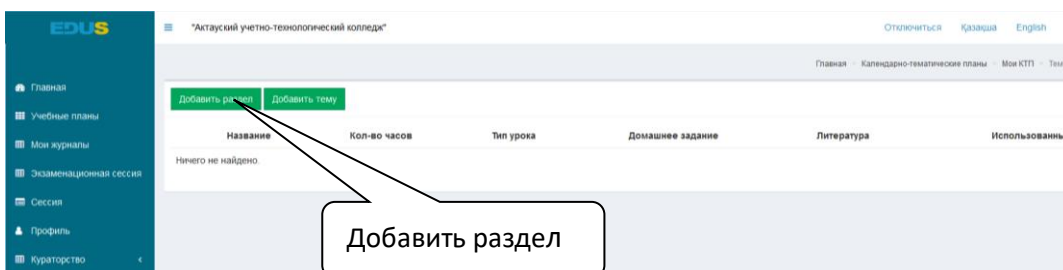 EDUS
"Актауский учетно-технологический колледж"
Отключиться Қазақша English
Главная Календарно-тематические планы Мои КТП Тем
Главная
Учебные планы
Мои журналы
Экзаменационная сессия
Сессия
Профиль
Кураторство
Добавить раздел Добавить тему
Название Кол-во часов Тип урока Домашнее задание Литература Использованны
Ничего не найдено.
Добавить раздел